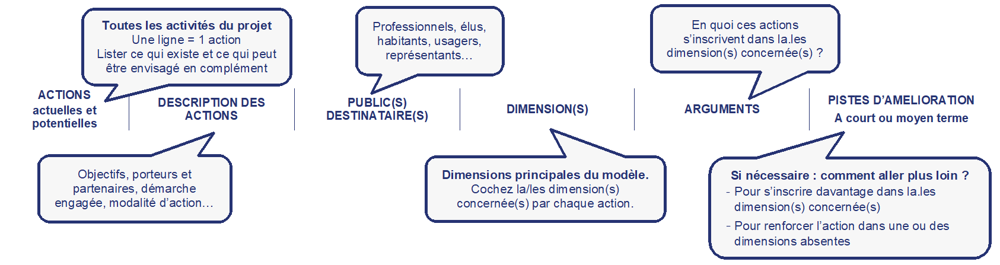 Toutes les activités du projet
Une ligne = 1 action
Lister ce qui existe et ce qui peut
être envisagé en complément
Professionnels, élus,
habitants, usagers,
représentants…
En quoi ces actions
s’inscrivent dans la.les
dimension(s) concernée(s) ?
ACTIONS
actuelles et
potentielles
DESCRIPTION DES
ACTIONS
PUBLIC(S)
DESTINATAIRE(S)
DIMENSION(S)
ARGUMENTS
PISTES D’AMELIORATION
A court ou moyen terme
Objectifs, porteurs et
partenaires, démarche
engagée, modalité d’action…
Dimensions principales du modèle.
Cochez la/les dimension(s)
concernée(s) par chaque action.
Si nécessaire : comment aller plus loin ?
- Pour s’inscrire davantage dans la.les
dimension(s) concernée(s)
- Pour renforcer l’action dans une ou des
dimensions absentes